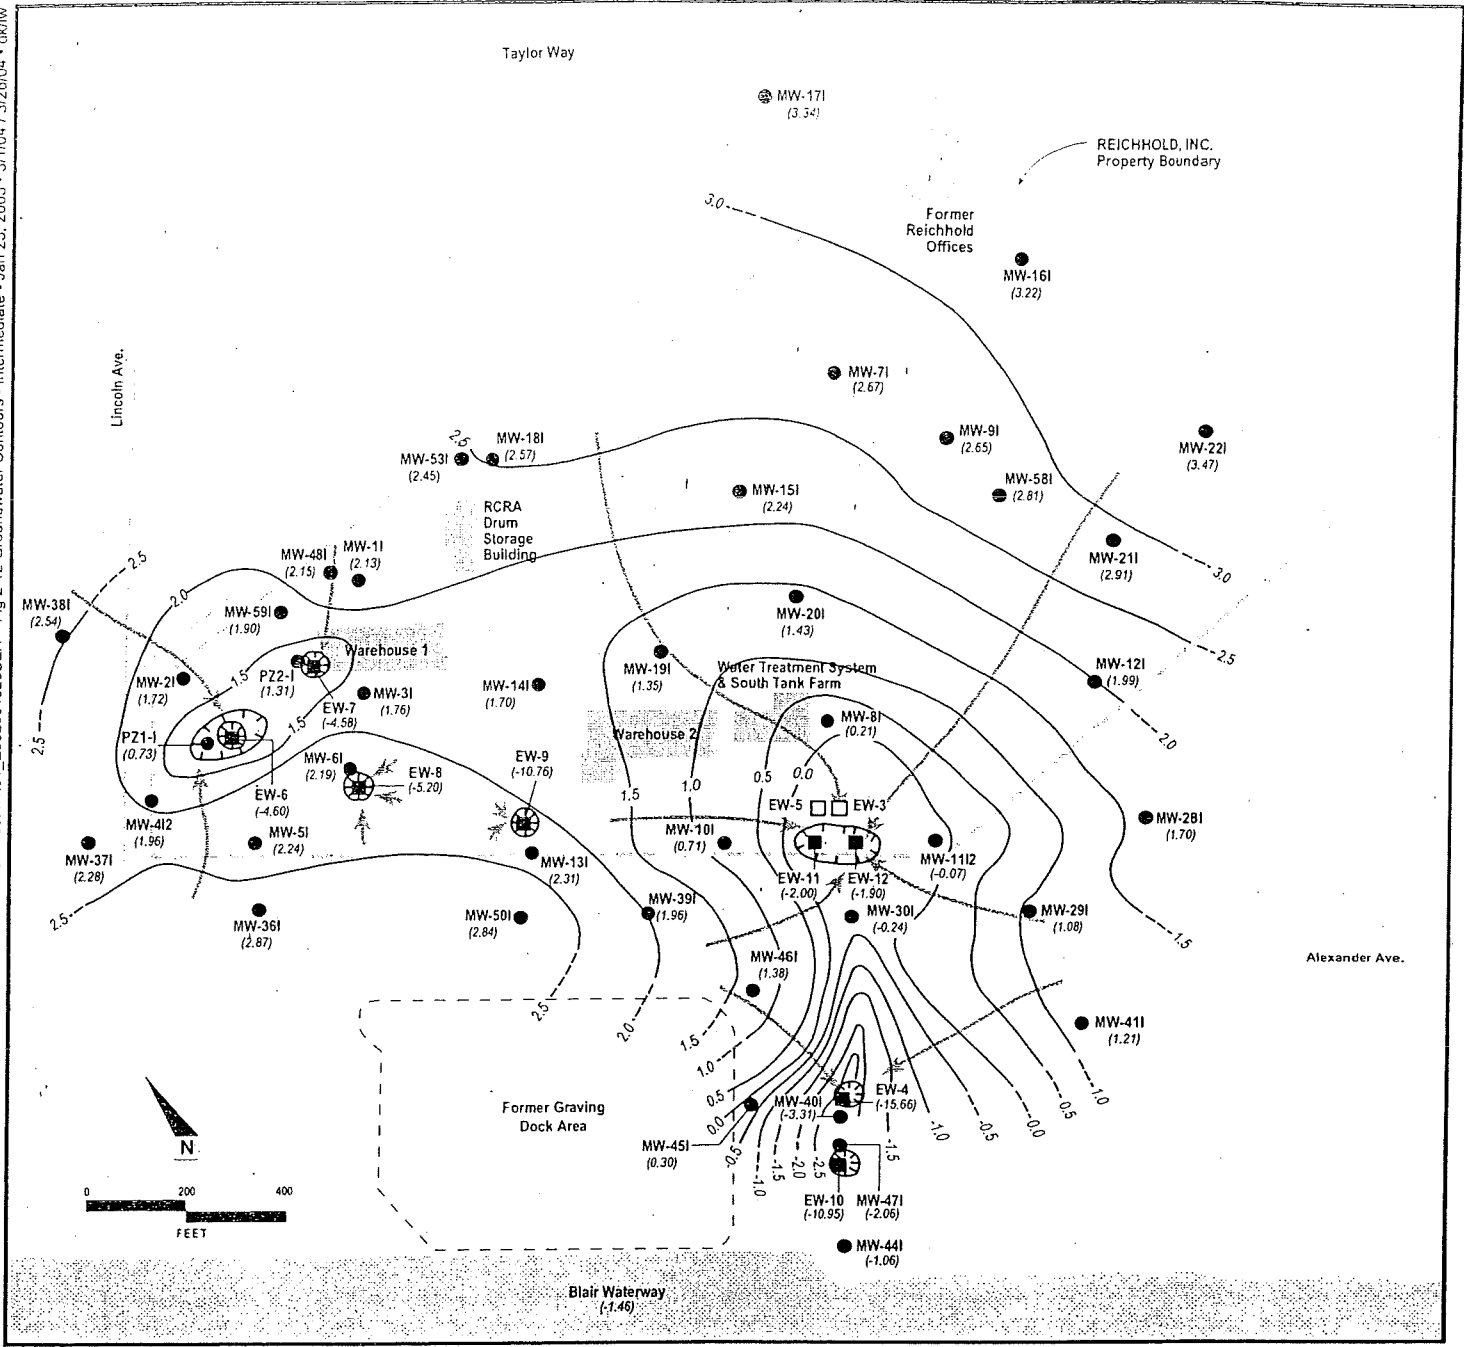 Taylor Way
MW-17I
(3.34)
REICHHOLD, INC.
Property Boundary
3.0
Former
Reichhold
Offices
MW-16I
(3.22)
Lincoln Ave.
MW-7I
(2.67)
MW-9I
(2.65)
MW-22I
(3.47)
2.5
MW-18I
(2.57)
MW-53I
(2.45)
MW-58I
(2.81)
MW-15I
(2.24)
RCRA
Drum
Storage
Building
MW-21I
(2.91)
3.0
MW-48I
(2.15)
MW-1I
(2.13)
2.5
2.0
MW-38I
(2.54)
MW-59I
(1.90)
MW-20I
(1.43)
Warehouse 1
2.5
MW-19I
(1.35)
Water Treatment System
& South Tank Farm
MW-12I
(1.99)
MW-2I
(1.72)
1.5
PZ2-I
(1.31)
EW-7
(-4.58)
MW-3I
(1.76)
MW-14I
(1.70)
MW-8I
(0.21)
2.0
2.5
PZ1-I
(0.73)
1.5
Warehouse 2
MW-6I
(2.19)
EW-8
(-5.20)
EW-9
(-10.76)
1.5
1.0
0.5
0.0
EW-6
(-4.60)
EW-5
EW-3
MW-28I
(1.70)
MW-4I2
(1.96)
MW-5I
(2.24)
MW-10I
(0.71)
MW-37I
(2.28)
MW-13I
(2.31)
MW-11I2
(-0.07)
EW-11
(-2.00)
EW-12
(-1.90)
2.5
MW-36I
(2.87)
MW-50I
(2.84)
MW-39I
(1.96)
MW-30I
(-0.24)
MW-29I
(1.08)
1.5
Alexander Ave.
MW-46I
(1.38)
2.5
2.0
1.5
1.0
MW-41I
(1.21)
0.5
0.0
-0.5
MW-40I
(-3.31)
EW-4
(-15.66)
1.0
0.5
0.0
-0.5
-1.0
-1.5
Former Graving
Dock Area
MW-45I
(0.30)
-1.0
-1.5
-2.0
-2.5
N
EW-10
(-10.95)
MW-47I
(-2.06)
0 200 400
FEET
MW-44I
(-1.06)
Blair Waterway
(-1.46)